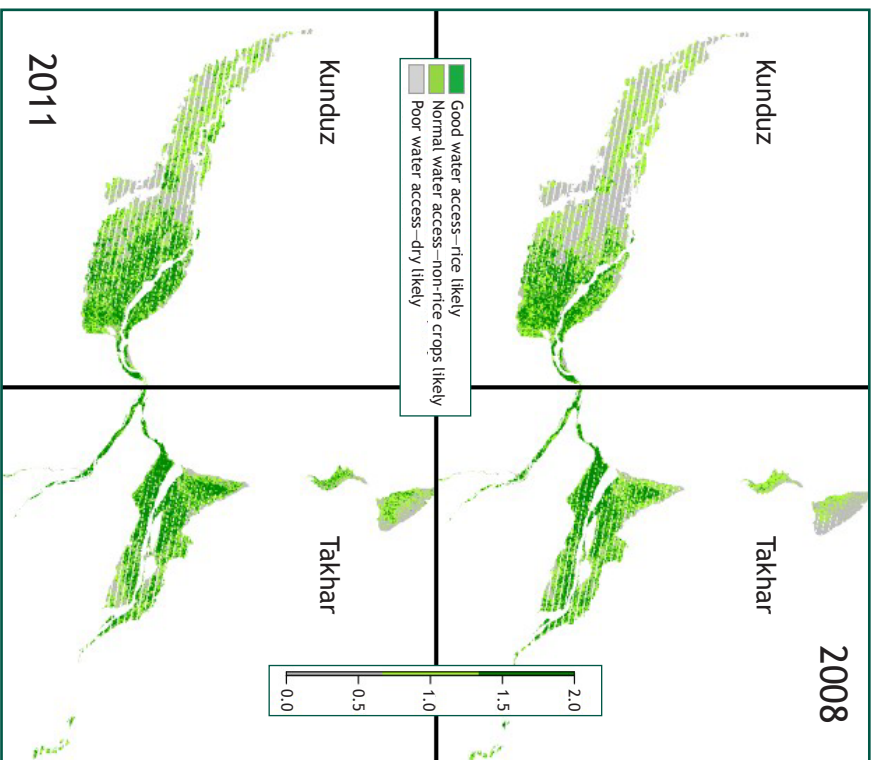 2008
Kunduz
Takhar
Good water access—rice likely
Normal water access—non-rice crops likely
Poor water access—dry likely
0.0
0.5
1.0
1.5
2.0
Kunduz
Takhar
2011